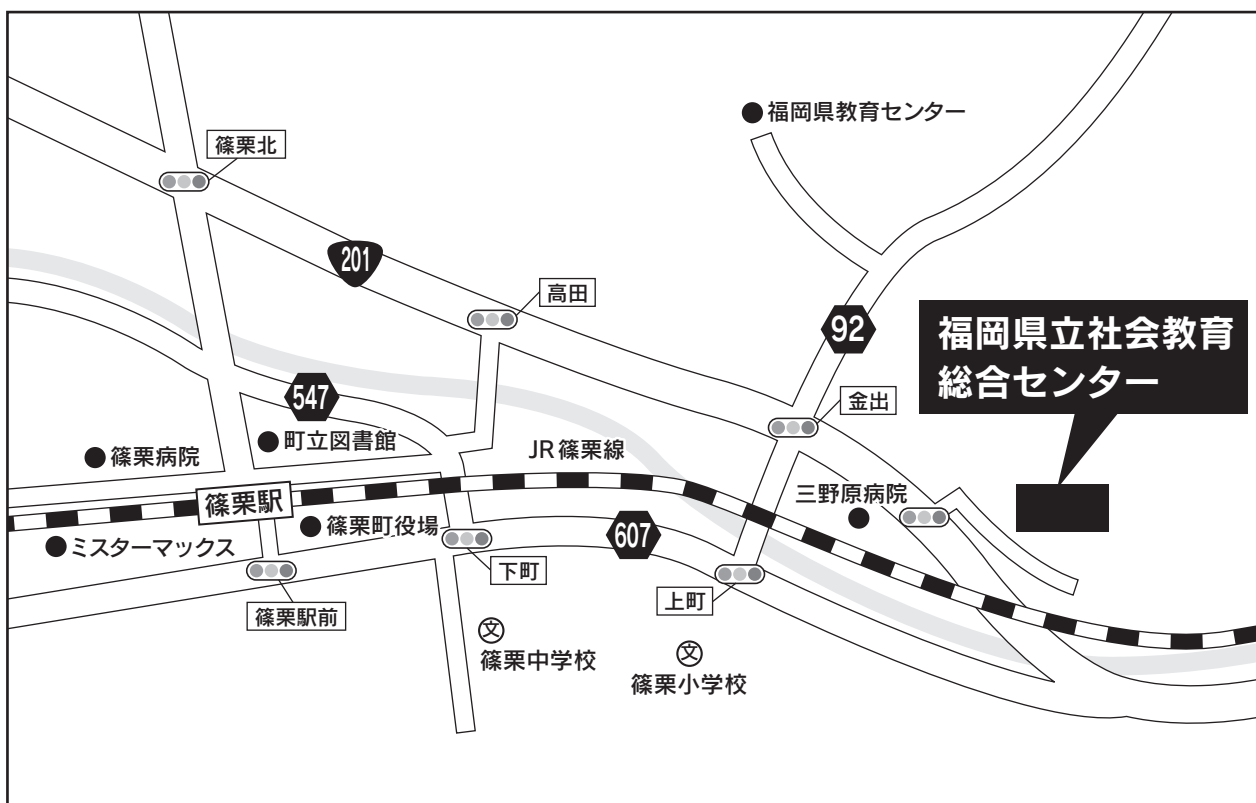 福岡県教育センター
篠栗北
201
高田
92
福岡県立社会教育
総合センター
547
金出
町立図書館
篠栗病院
JR篠栗線
三野原病院
篠栗駅
篠栗町役場
607
ミスターマックス
下町
上町
篠栗駅前
文
篠栗中学校
文
篠栗小学校